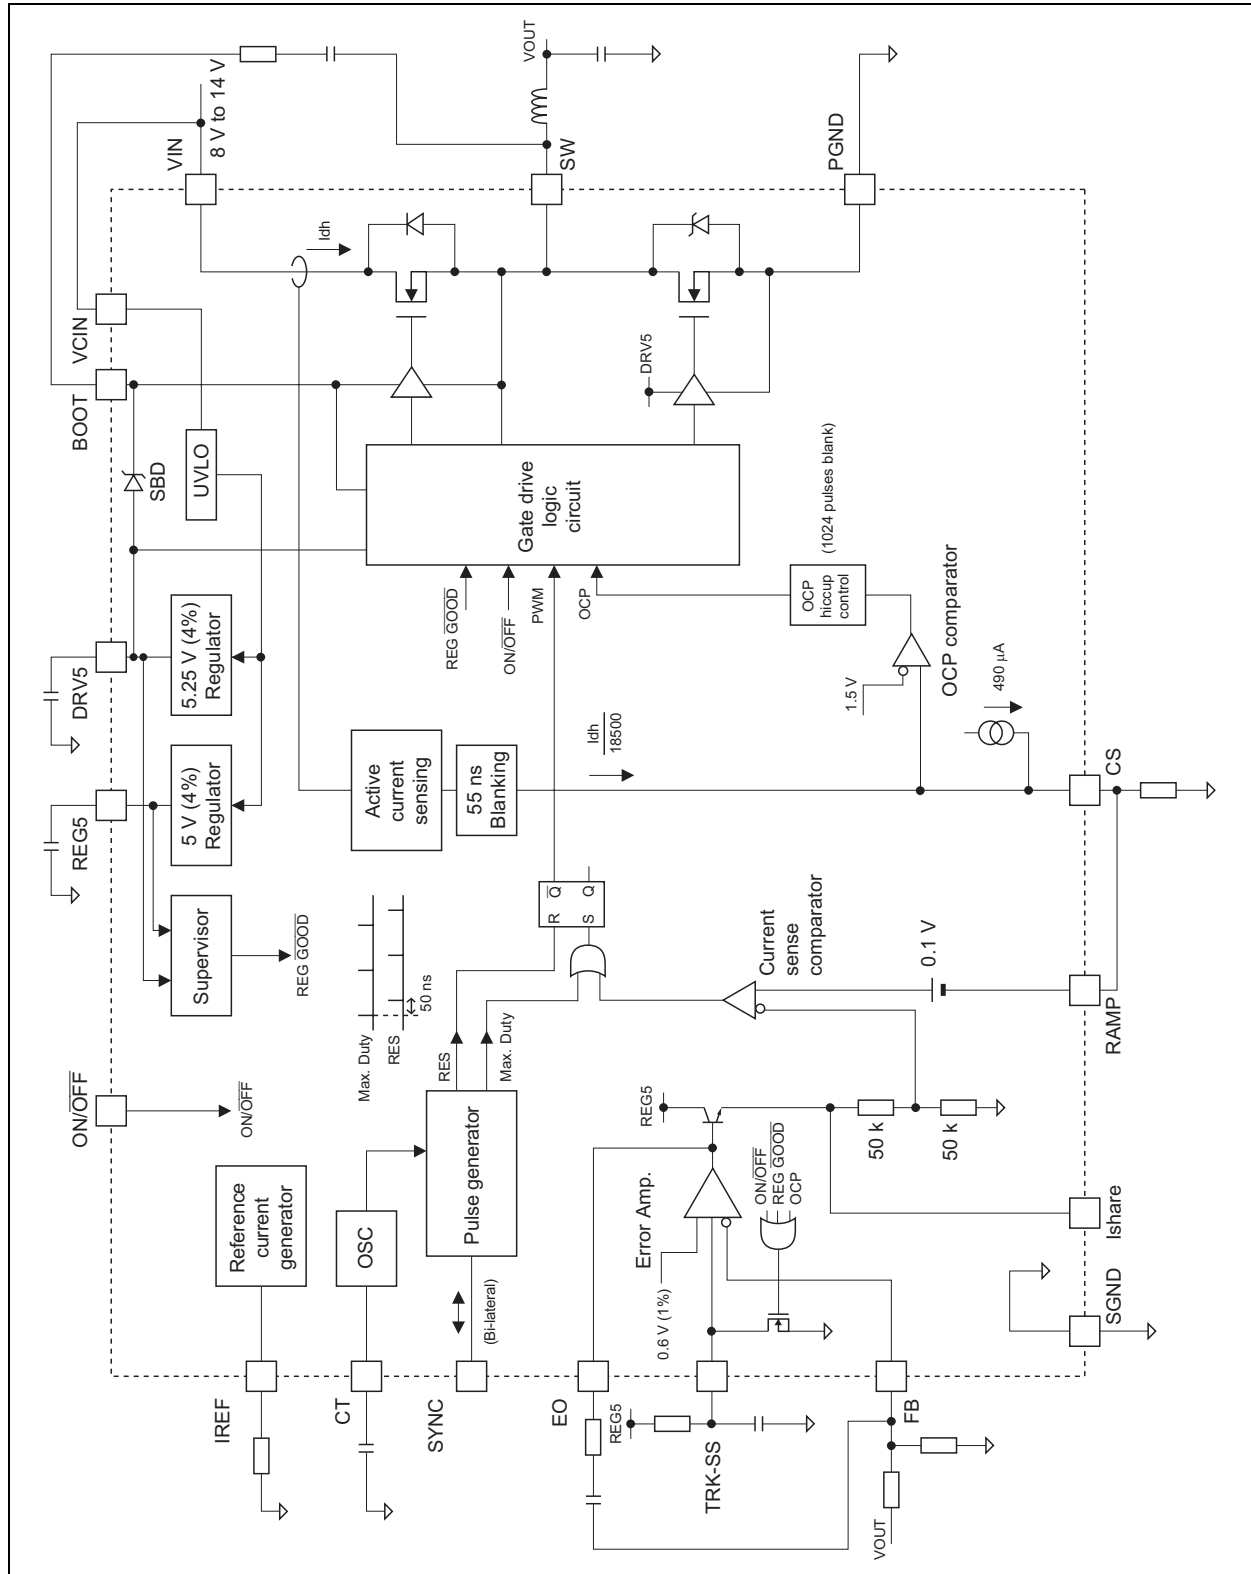 REG5
DRV5
BOOT
VCIN
VIN
8 V to 14 V
ON/OFF
ON/OFF
Supervisor
REG GOOD
5 V (4%)
Regulator
5.25 V (4%)
Regulator
UVLO
SBD
Idh
SW
VOUT
IREF
Reference
current
generator
CT
OSC
SYNC
(Bi-lateral)
Pulse generator
RES
Max. Duty
Max. Duty
RES
50 ns
R
Q
S
Q
Active
current
sensing
55 ns
Blanking
Idh
18500
REG GOOD
ON/OFF
PWM
OCP
Gate drive
logic
circuit
DRV5
PGND
EO
REG5
TRK-SS
0.6 V (1%)
Error Amp.
REG5
ON/OFF
REG GOOD
OCP
50 k
50 k
Current
sense
comparator
0.1 V
1.5 V
OCP
hiccup
control
(1024 pulses blank)
OCP comparator
490 μA
FB
VOUT
SGND
Ishare
RAMP
CS